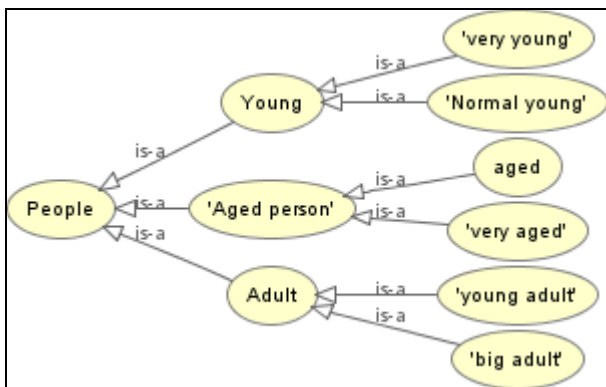 'very young'
is-a
Young
is-a
'Normal young'
is-a
aged
is-a
People
is-a
'Aged person'
is-a
is-a
'very aged'
Adult
is-a
'young adult'
is-a
'big adult'